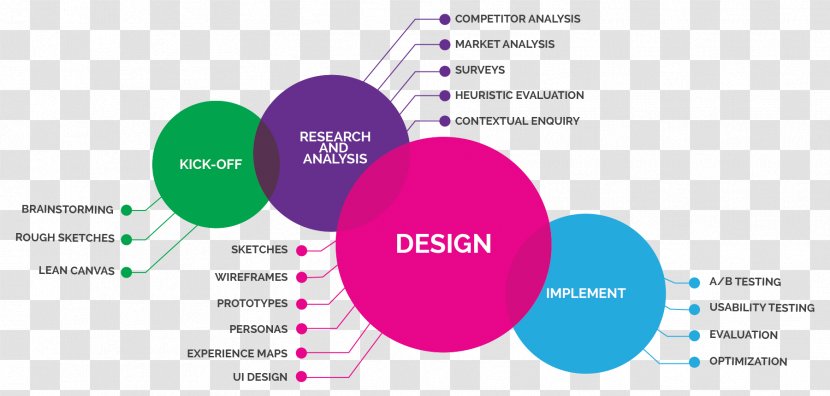 KICK-OFF
BRAINSTORMING
ROUGH SKETCHES
LEAN CANVAS
RESEARCH
AND
ANALYSIS
COMPETITOR ANALYSIS
MARKET ANALYSIS
SURVEYS
HEURISTIC EVALUATION
CONTEXTUAL ENQUIRY
DESIGN
SKETCHES
WIREFRAMES
PROTOTYPES
PERSONAS
EXPERIENCE MAPS
UI DESIGN
IMPLEMENT
A/B TESTING
USABILITY TESTING
EVALUATION
OPTIMIZATION